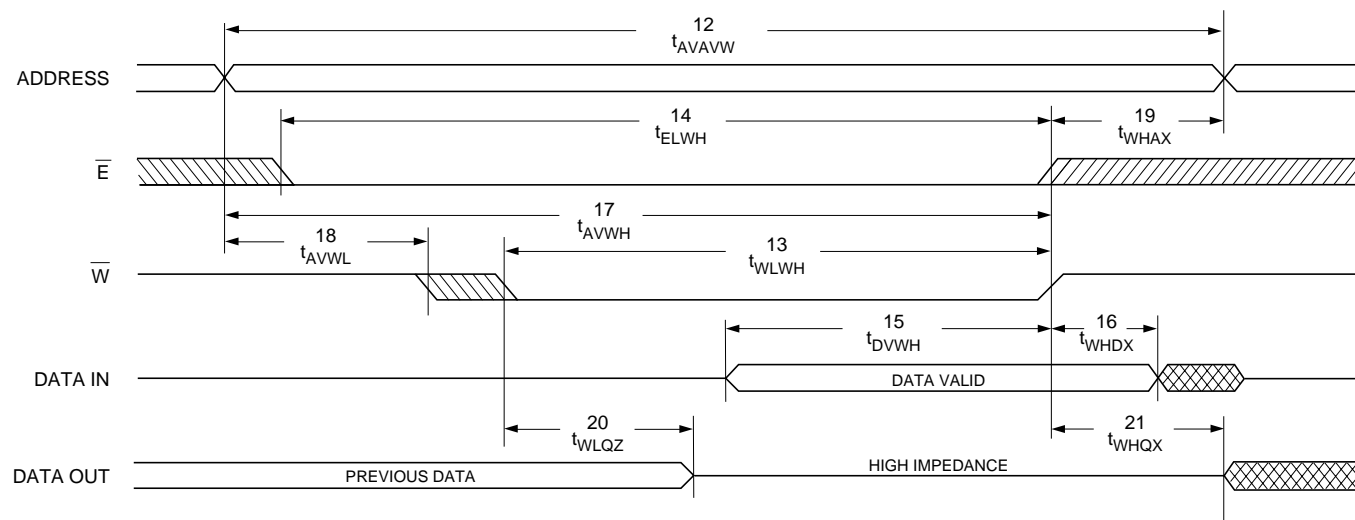 12
tAVAVW
ADDRESS
14
tELWH
19
tWHAX
E
17
tAVWH
18
tAVWL
13
tWLWH
W
15
tDVWH
16
tWHDX
DATA IN
DATA VALID
20
tWLQZ
21
tWHQX
DATA OUT
PREVIOUS DATA
HIGH IMPEDANCE